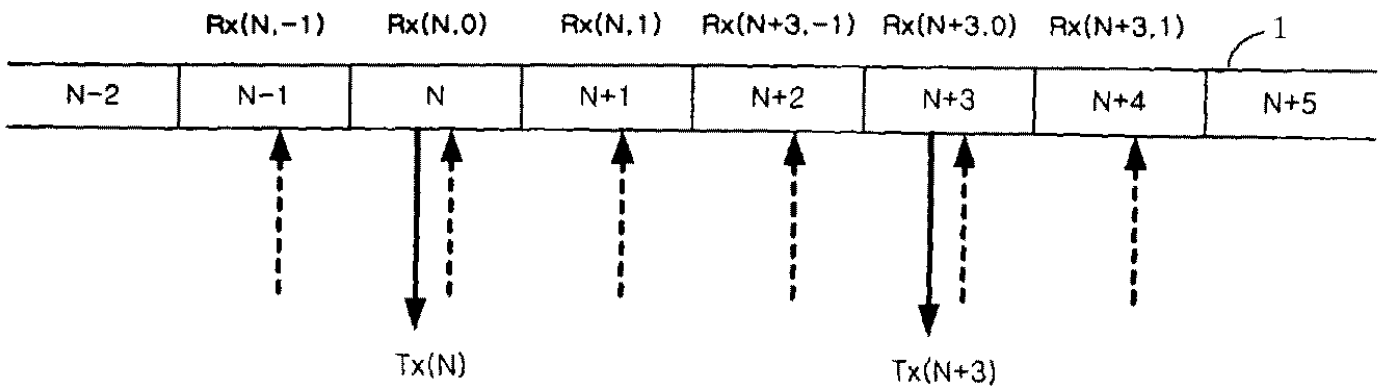 Rx(N,-1) Rx(N,0) Rx(N,1) Rx(N+3,-1) Rx(N+3,0) Rx(N+3,1) 1
N-2 N-1 N N+1 N+2 N+3 N+4 N+5
Tx(N) Tx(N+3)